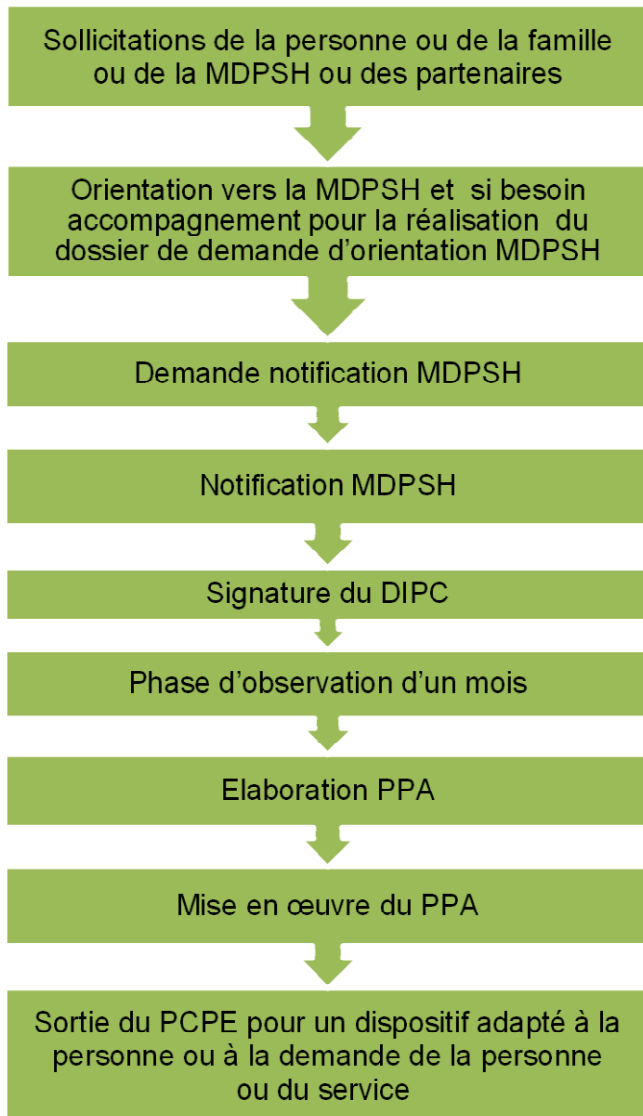 Sollicitations de la personne ou de la famille
ou de la MDPSH ou des partenaires
Orientation vers la MDPSH et si besoin
accompagnement pour la réalisation du
dossier de demande d'orientation MDPSH
Demande notification MDPSH
Notification MDPSH
Signature du DIPC
Phase d'observation d'un mois
Elaboration PPA
Mise en œuvre du PPA
Sortie du PCPE pour un dispositif adapté à la
personne ou à la demande de la personne
ou du service